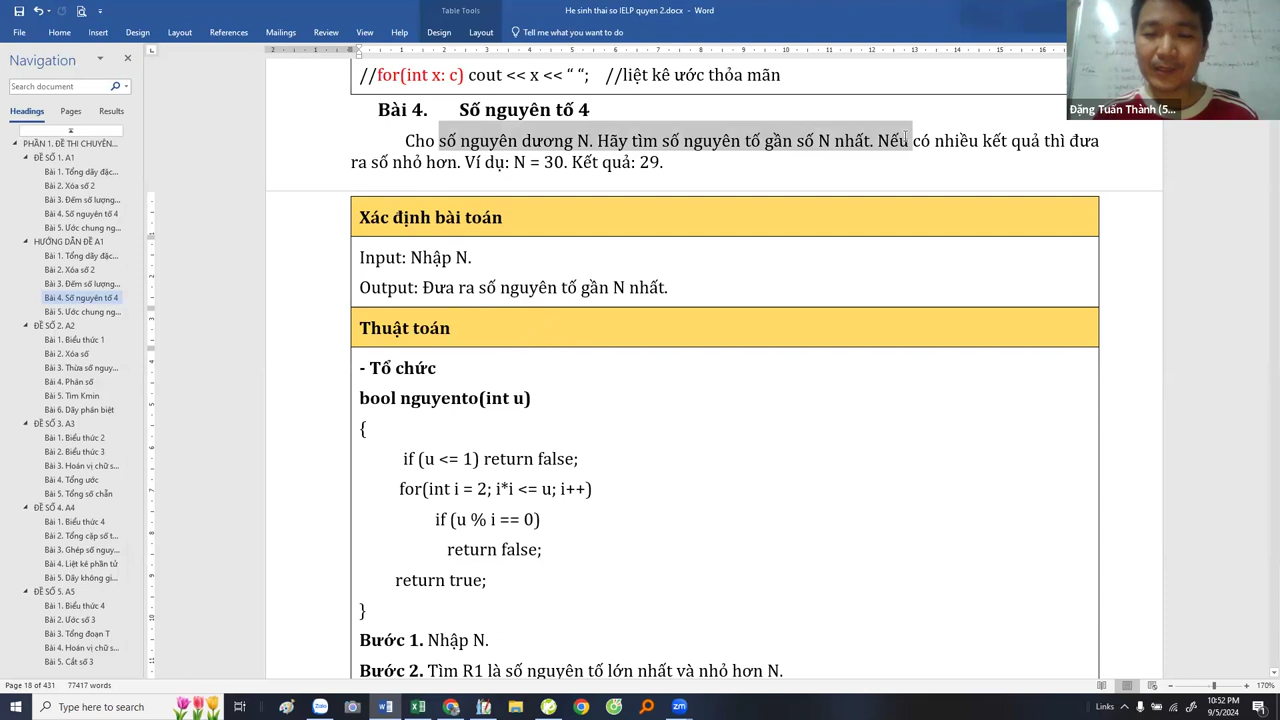 Table Tools
He sinh thai so IELP quyen 2.docx - Word
File Home Insert Design Layout References Mailings Review View Help Design Layout Tell me what you want to do
Navigation
Search document
Headings Pages Results
PHẦN 1. ĐỀ THI CHUYÊN...
ĐỀ SỐ 1. A1
Bài 1. Tổng dãy đặc...
Bài 2. Xóa số 2
Bài 3. Đếm số lượng...
Bài 4. Số nguyên tố 4
Bài 5. Ước chung ng...
HƯỚNG DẪN ĐỀ A1
Bài 1. Tổng dãy đặc...
Bài 2. Xóa số 2
Bài 3. Đếm số lượng...
Bài 4. Số nguyên tố 4
Bài 5. Ước chung ng...
ĐỀ SỐ 2. A2
Bài 1. Biểu thức 1
Bài 2. Xóa số
Bài 3. Thừa số nguy...
Bài 4. Phân số
Bài 5. Tìm Kmin
Bài 6. Dãy phân biệt
ĐỀ SỐ 3. A3
Bài 1. Biểu thức 2
Bài 2. Biểu thức 3
Bài 3. Hoán vị chữ s...
Bài 4. Tổng ước
Bài 5. Tổng số chẵn
ĐỀ SỐ 4. A4
Bài 1. Biểu thức 4
Bài 2. Tổng cặp số t...
Bài 3. Ghép số nguy...
Bài 4. Liệt kê phần tử
Bài 5. Dãy không gi...
ĐỀ SỐ 5. A5
Bài 1. Biểu thức 4
Bài 2. Ước số 3
Bài 3. Tổng đoạn T
Bài 4. Hoán vị chữ s...
Bài 5. Cắt số 3
//for(int x: c) cout << x << “ “; //liệt kê ước thỏa mãn
Bài 4. Số nguyên tố 4
Cho số nguyên dương N. Hãy tìm số nguyên tố gần số N nhất. Nếu có nhiều kết quả thì đưa
ra số nhỏ hơn. Ví dụ: N = 30. Kết quả: 29.
Xác định bài toán
Input: Nhập N.
Output: Đưa ra số nguyên tố gần N nhất.
Thuật toán
- Tổ chức
bool nguyento(int u)
{
if (u <= 1) return false;
for(int i = 2; i*i <= u; i++)
if (u % i == 0)
return false;
return true;
}
Bước 1. Nhập N.
Bước 2. Tìm R1 là số nguyên tố lớn nhất và nhỏ hơn N.
Đặng Tuấn Thành (5...
Page 18 of 431 77417 words
170%
Type here to search
Links
10:52 PM
9/5/2024